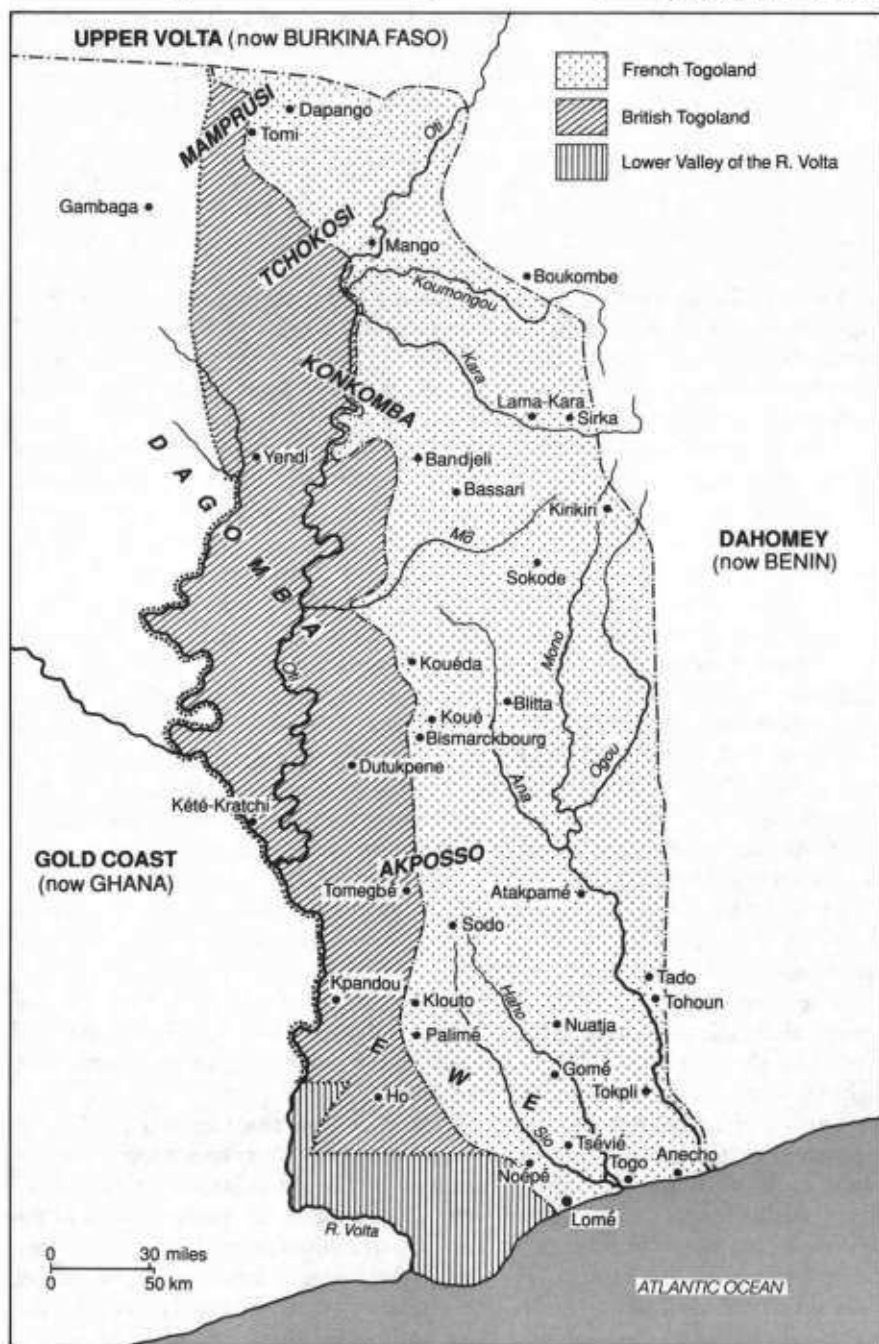 UPPER VOLTA (now BURKINA FASO)
French Togoland
British Togoland
Lower Valley of the R. Volta
MAMPRUSI
Dapango
Tomi
Oti
Gambaga
TCHOKOSI
Mango
Boukombe
Koumongou
Kara
KONKOMBA
Lama-Kara
Sirka
DAGOMBA
Yendi
Bandjeli
Bassari
Kirikiri
DAHOMEY
(now BENIN)
Mô
Sokode
Mono
Oti
Kouéda
Blitta
Koué
Bismarckbourg
Ogou
Ana
Dutukpene
Kété-Kratchi
GOLD COAST
(now GHANA)
AKPOSSO
Tomegbé
Atakpamé
Sodo
Tado
Kpandou
Klouto
Haho
Tohoun
Nuatja
Palimé
EWE
Gomé
Ho
Tokpli
Sio
Tsévié
Anecho
Noépé
Togo
Lomé
R. Volta
0 30 miles
0 50 km
ATLANTIC OCEAN